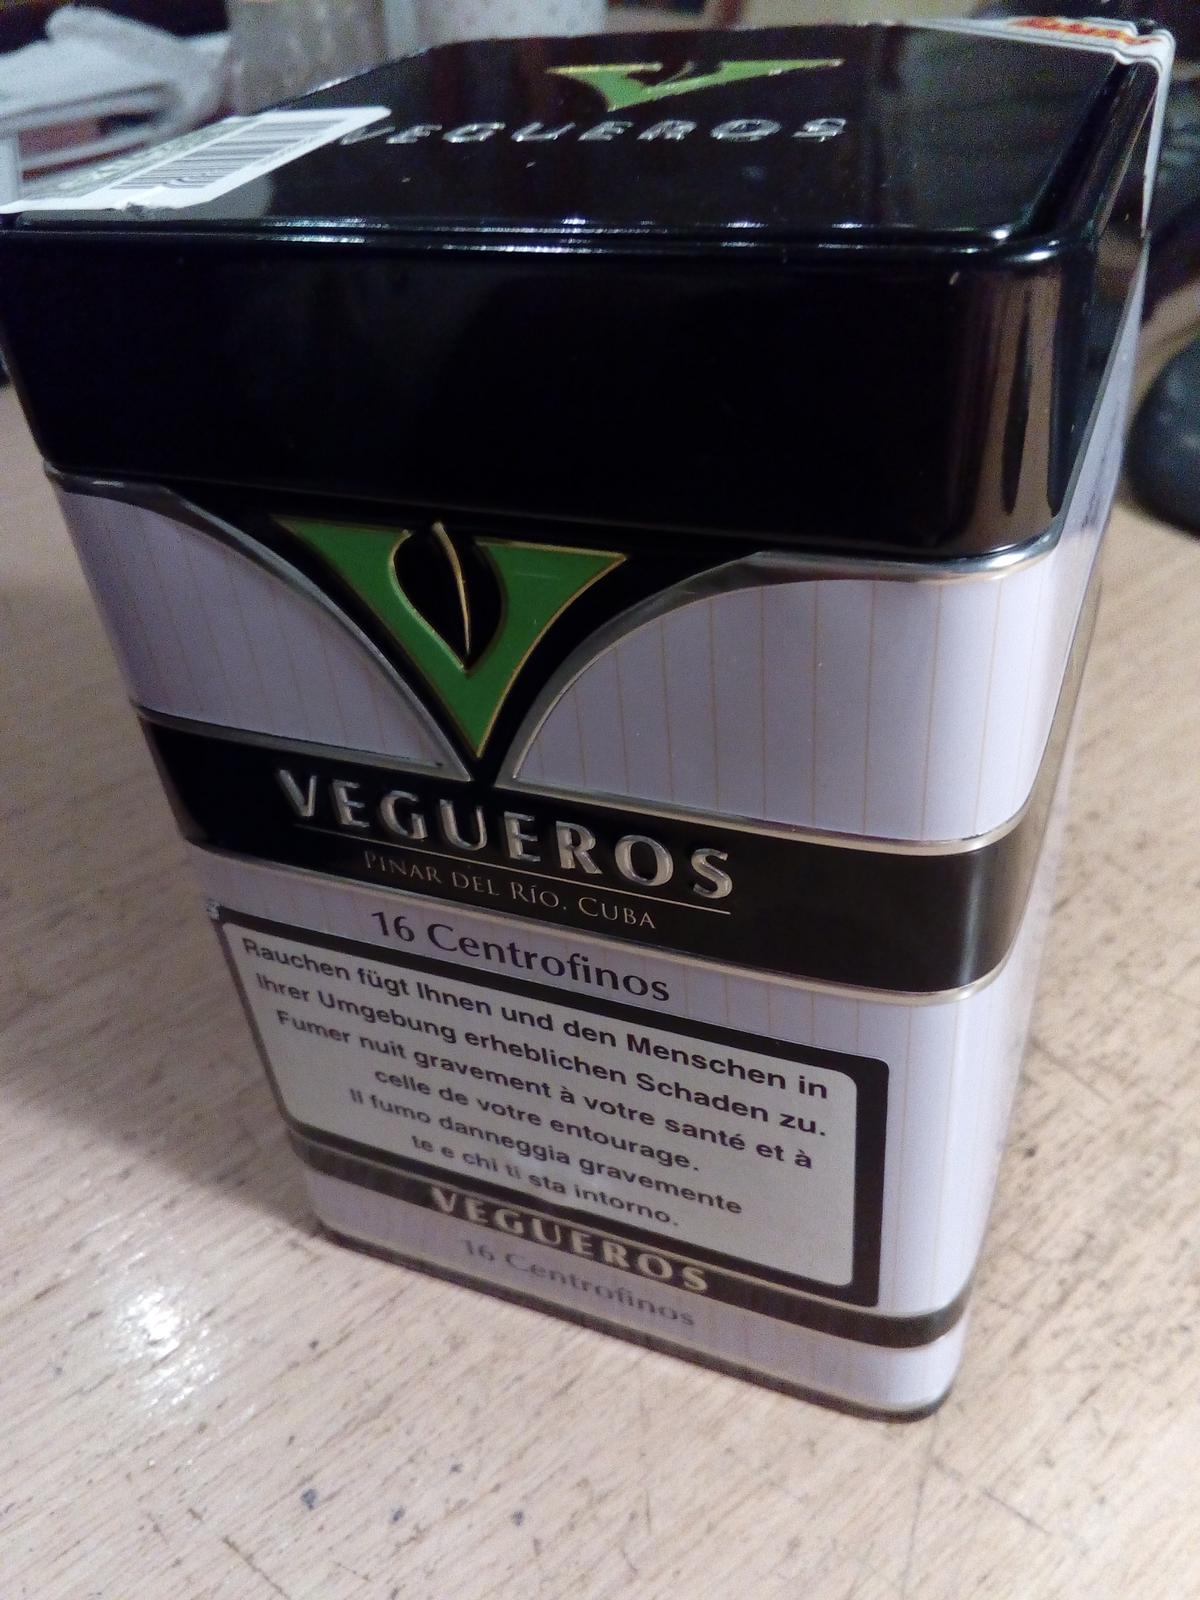 VEGUEROS
VEGUEROS
PINAR DEL RÍO, CUBA
16 Centrofinos
Rauchen fügt Ihnen und den Menschen in
Ihrer Umgebung erheblichen Schaden zu.
Fumer nuit gravement à votre santé et à
celle de votre entourage.
Il fumo danneggia gravemente
te e chi ti sta intorno.
VEGUEROS
16 Centrofinos